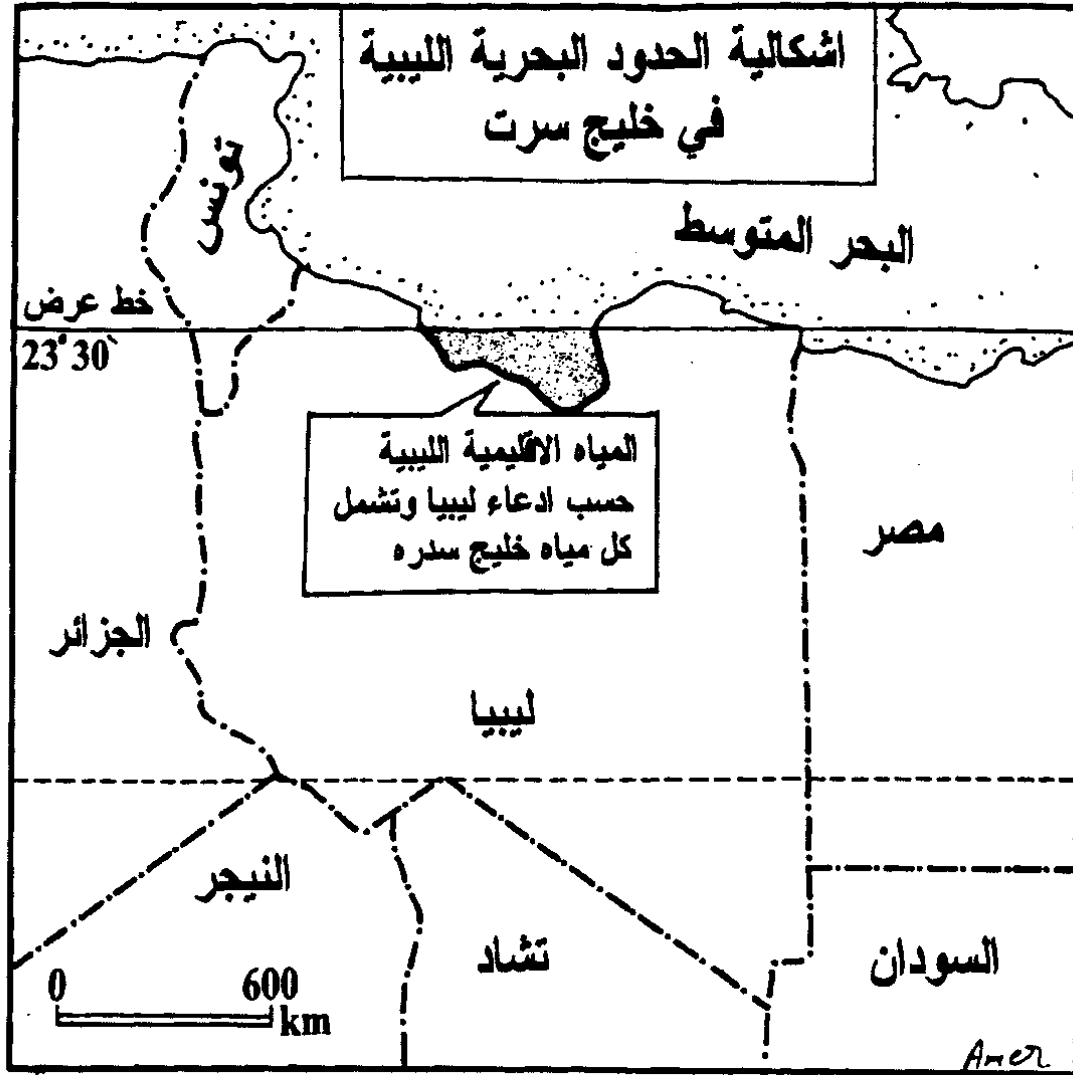 اشكالية الحدود البحرية الليبية
في خليج سرت
تونس
البحر المتوسط
خط عرض
23°30`
المياه الاقليمية الليبية
حسب ادعاء ليبيا وتشمل
كل مياه خليج سدره
مصر
الجزائر
ليبيا
النيجر
تشاد
السودان
0 600
km
Amer